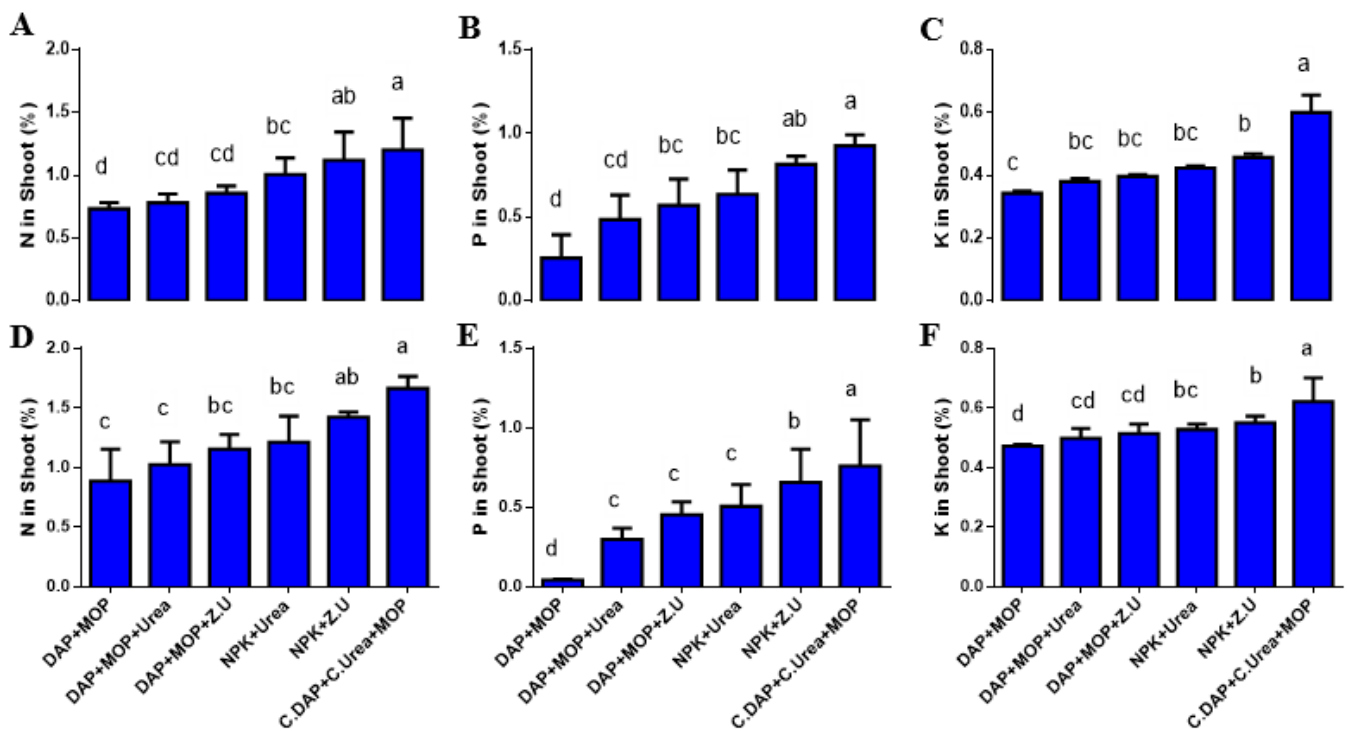 A
N in Shoot (%)
2.0
1.5
1.0
0.5
0.0
d
cd
cd
bc
ab
a
B
P in Shoot (%)
1.5
1.0
0.5
0.0
d
cd
bc
bc
ab
a
C
K in Shoot (%)
0.8
0.6
0.4
0.2
0.0
c
bc
bc
bc
b
a
D
N in Shoot (%)
2.0
1.5
1.0
0.5
0.0
c
c
bc
bc
ab
a
DAP+MOP
DAP+MOP+Urea
DAP+MOP+Z.U
NPK+Urea
NPK+Z.U
C.DAP+C.Urea+MOP
E
P in Shoot (%)
1.5
1.0
0.5
0.0
d
c
c
c
b
a
DAP+MOP
DAP+MOP+Urea
DAP+MOP+Z.U
NPK+Urea
NPK+Z.U
C.DAP+C.Urea+MOP
F
K in Shoot (%)
0.8
0.6
0.4
0.2
0.0
d
cd
cd
bc
b
a
DAP+MOP
DAP+MOP+Urea
DAP+MOP+Z.U
NPK+Urea
NPK+Z.U
C.DAP+C.Urea+MOP